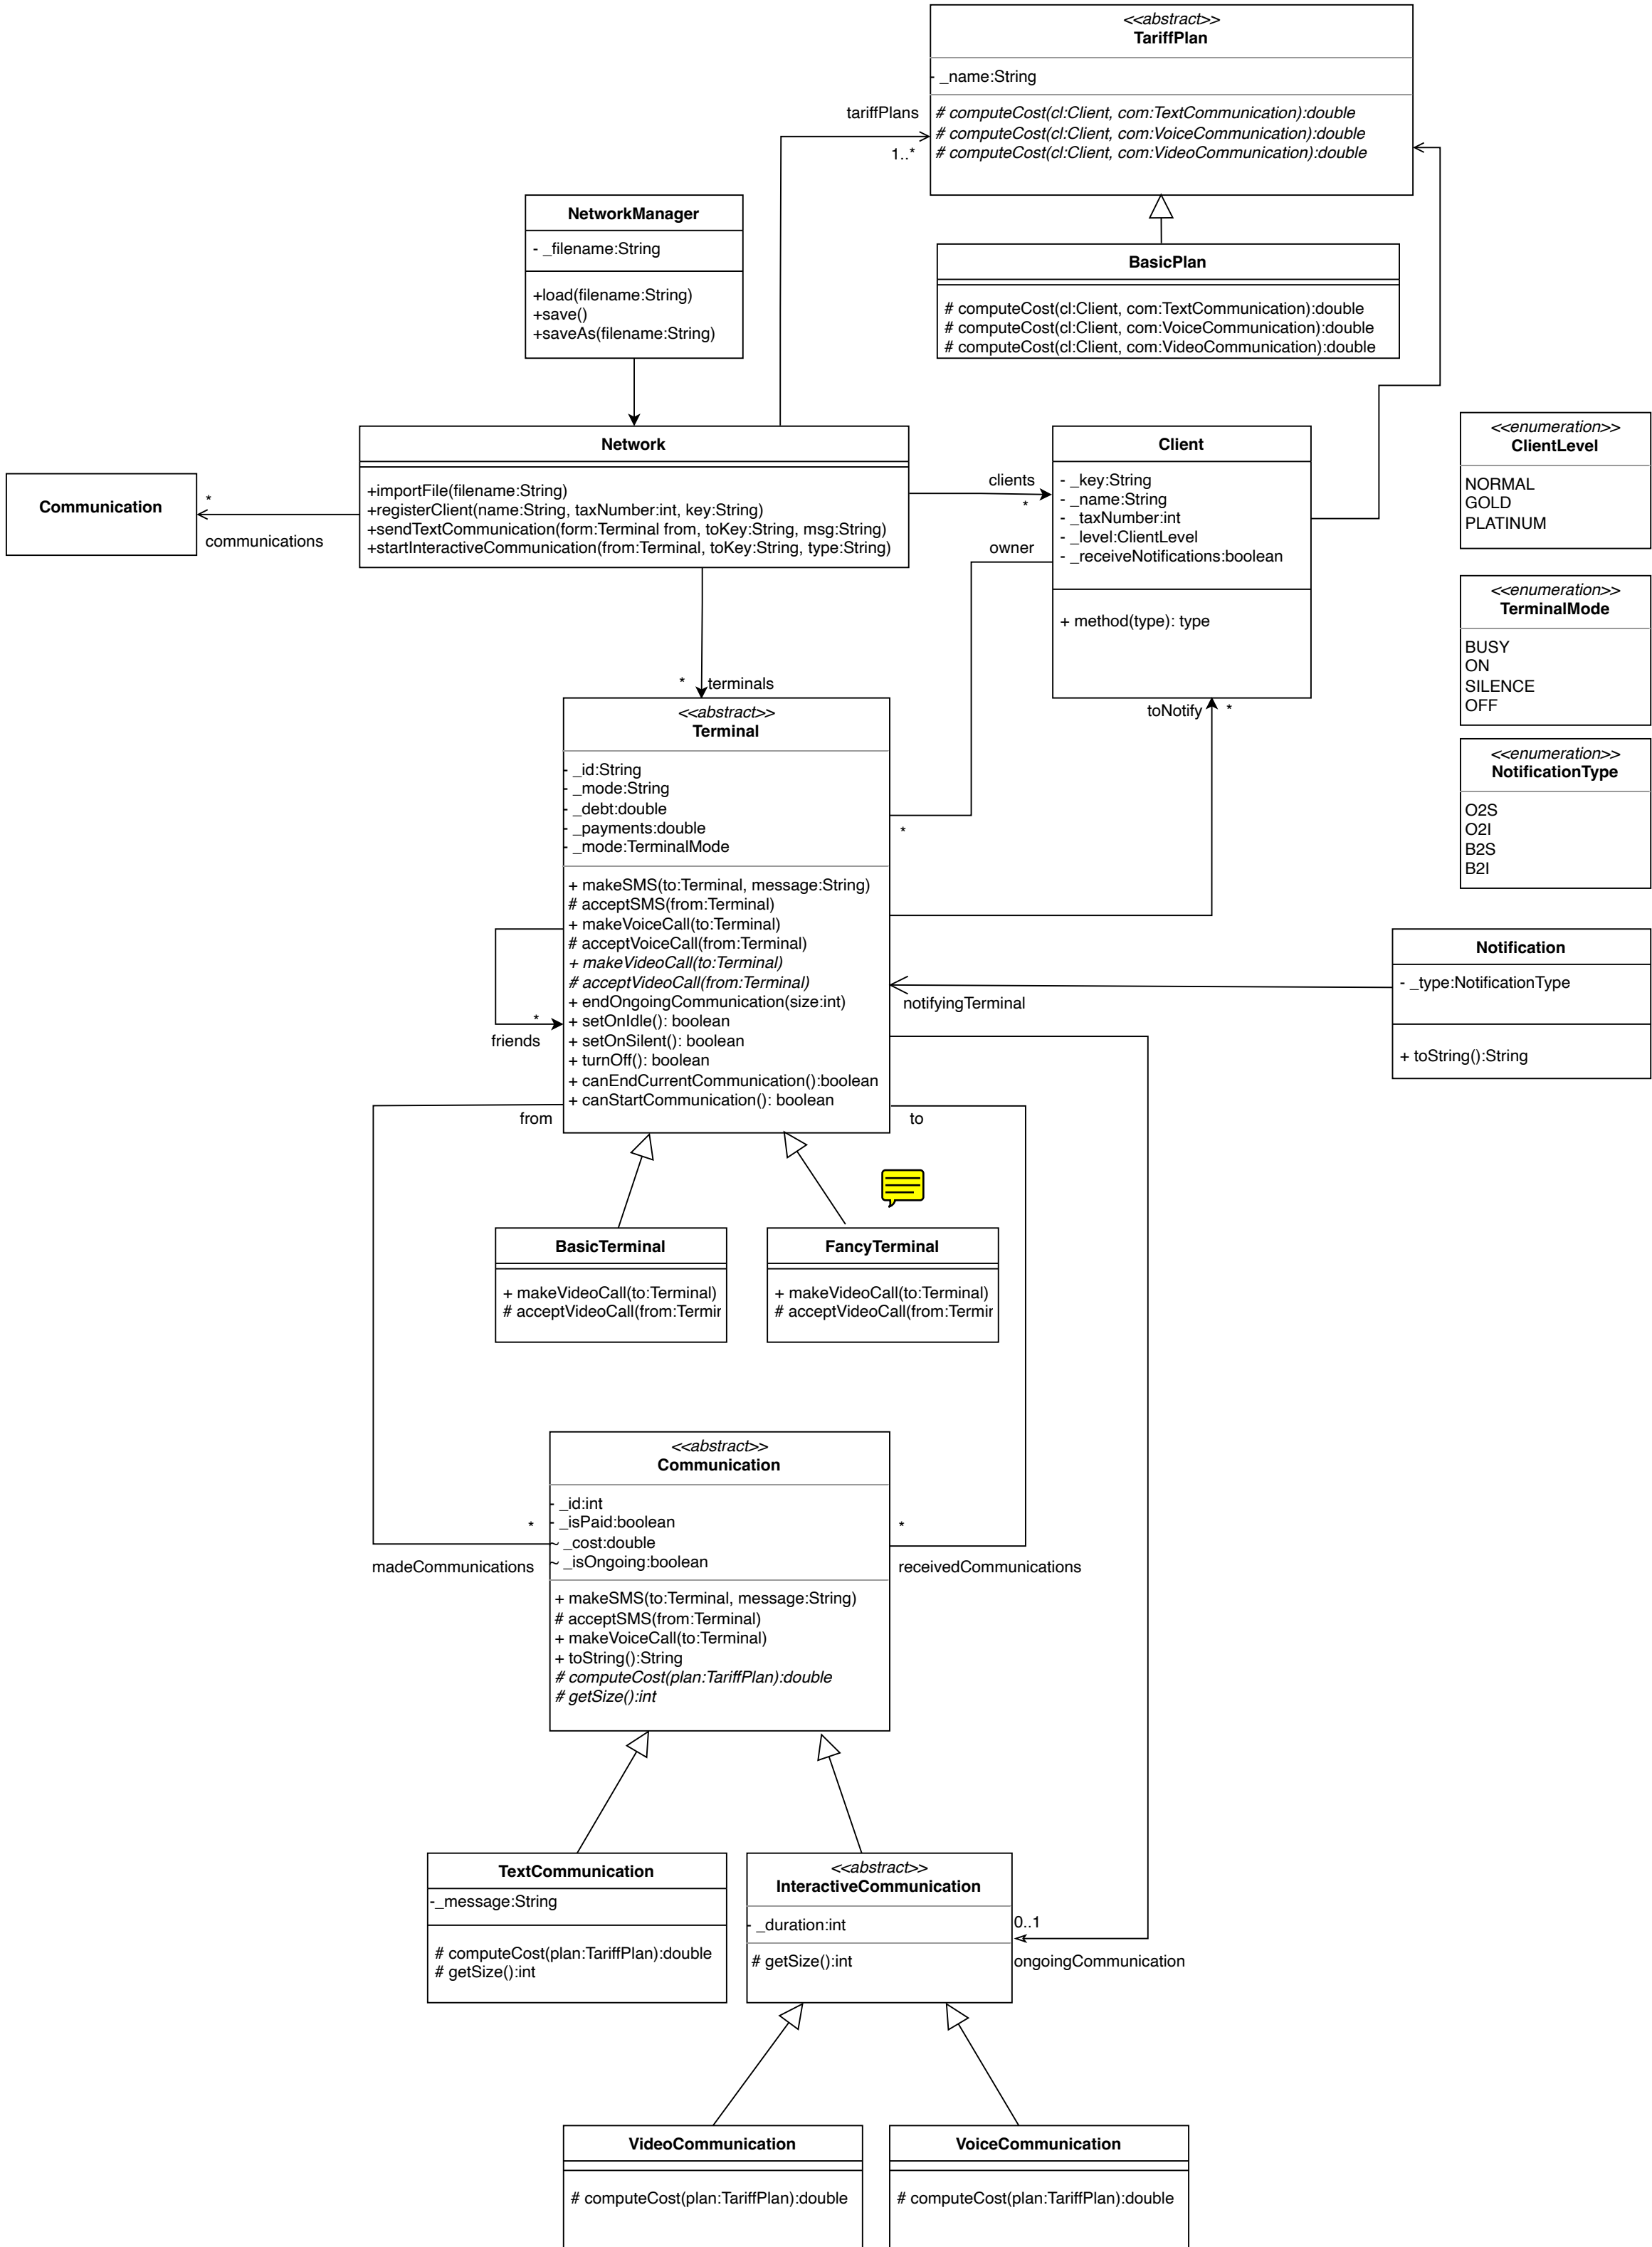 <<abstract>>
TariffPlan
- _name:String
# computeCost(cl:Client, com:TextCommunication):double
# computeCost(cl:Client, com:VoiceCommunication):double
# computeCost(cl:Client, com:VideoCommunication):double
tariffPlans
1..*
NetworkManager
- _filename:String
+load(filename:String)
+save()
+saveAs(filename:String)
BasicPlan
# computeCost(cl:Client, com:TextCommunication):double
# computeCost(cl:Client, com:VoiceCommunication):double
# computeCost(cl:Client, com:VideoCommunication):double
Communication
*
communications
Network
+importFile(filename:String)
+registerClient(name:String, taxNumber:int, key:String)
+sendTextCommunication(form:Terminal from, toKey:String, msg:String)
+startInteractiveCommunication(from:Terminal, toKey:String, type:String)
clients
*
owner
Client
- _key:String
- _name:String
- _taxNumber:int
- _level:ClientLevel
- _receiveNotifications:boolean
+ method(type): type
<<enumeration>>
ClientLevel
NORMAL
GOLD
PLATINUM
<<enumeration>>
TerminalMode
BUSY
ON
SILENCE
OFF
<<enumeration>>
NotificationType
O2S
O2I
B2S
B2I
* terminals
toNotify *
<<abstract>>
Terminal
- _id:String
- _mode:String
- _debt:double
- _payments:double
- _mode:TerminalMode
+ makeSMS(to:Terminal, message:String)
# acceptSMS(from:Terminal)
+ makeVoiceCall(to:Terminal)
# acceptVoiceCall(from:Terminal)
+ makeVideoCall(to:Terminal)
# acceptVideoCall(from:Terminal)
+ endOngoingCommunication(size:int)
+ setOnIdle(): boolean
+ setOnSilent(): boolean
+ turnOff(): boolean
+ canEndCurrentCommunication():boolean
+ canStartCommunication(): boolean
*
*
friends
notifyingTerminal
Notification
- _type:NotificationType
+ toString():String
from
to
BasicTerminal
+ makeVideoCall(to:Terminal)
# acceptVideoCall(from:Termin
FancyTerminal
+ makeVideoCall(to:Terminal)
# acceptVideoCall(from:Termin
<<abstract>>
Communication
- _id:int
- _isPaid:boolean
~ _cost:double
~ _isOngoing:boolean
+ makeSMS(to:Terminal, message:String)
# acceptSMS(from:Terminal)
+ makeVoiceCall(to:Terminal)
+ toString():String
# computeCost(plan:TariffPlan):double
# getSize():int
*
madeCommunications
*
receivedCommunications
TextCommunication
-_message:String
# computeCost(plan:TariffPlan):double
# getSize():int
<<abstract>>
InteractiveCommunication
- _duration:int
# getSize():int
0..1
ongoingCommunication
VideoCommunication
# computeCost(plan:TariffPlan):double
VoiceCommunication
# computeCost(plan:TariffPlan):double